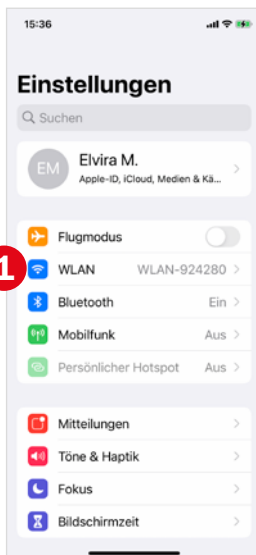 15:36
Einstellungen
Suchen
EM
Elvira M.
Apple-ID, iCloud, Medien & Kä...
Flugmodus
1
WLAN WLAN-924280
Bluetooth Ein
Mobilfunk Aus
Persönlicher Hotspot Aus
Mitteilungen
Töne & Haptik
Fokus
Bildschirmzeit